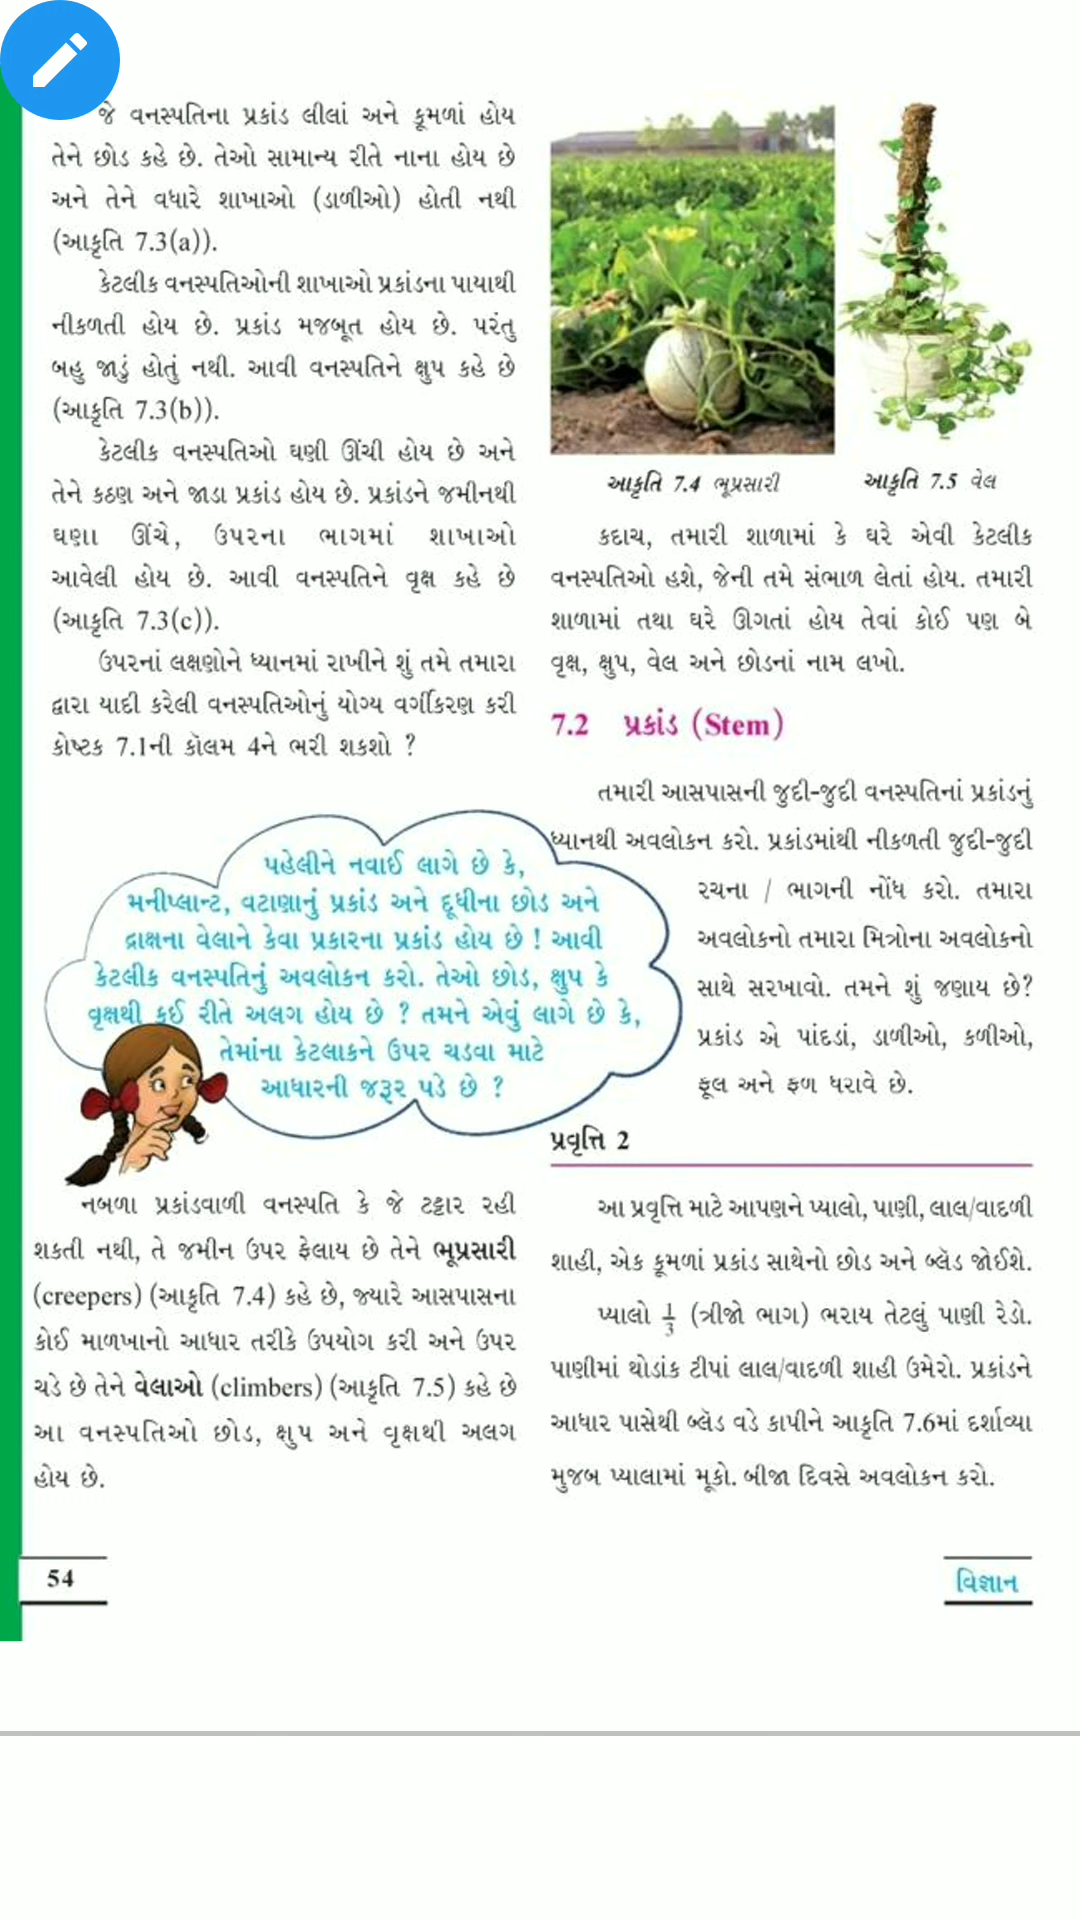 જે વનસ્પતિના પ્રકાંડ લીલાં અને કૂમળાં હોય
તેને છોડ કહે છે. તેઓ સામાન્ય રીતે નાના હોય છે
અને તેને વધારે શાખાઓ (ડાળીઓ) હોતી નથી
(આકૃતિ 7.3(a)).
કેટલીક વનસ્પતિઓની શાખાઓ પ્રકાંડના પાયાથી
નીકળતી હોય છે. પ્રકાંડ મજબૂત હોય છે. પરંતુ
બહુ જાડું હોતું નથી. આવી વનસ્પતિને ક્ષુપ કહે છે
(આકૃતિ 7.3(b)).
કેટલીક વનસ્પતિઓ ઘણી ઊંચી હોય છે અને
તેને કઠણ અને જાડા પ્રકાંડ હોય છે. પ્રકાંડને જમીનથી
ઘણા ઊંચે, ઉપરના ભાગમાં શાખાઓ
આવેલી હોય છે. આવી વનસ્પતિને વૃક્ષ કહે છે
(આકૃતિ 7.3(c)).
ઉપરનાં લક્ષણોને ધ્યાનમાં રાખીને શું તમે તમારા
દ્વારા યાદી કરેલી વનસ્પતિઓનું યોગ્ય વર્ગીકરણ કરી
કોષ્ટક 7.1ની કૉલમ 4ને ભરી શકશો ?
પહેલીને નવાઈ લાગે છે કે,
મનીપ્લાન્ટ, વટાણાનું પ્રકાંડ અને દૂધીના છોડ અને
દ્રાક્ષના વેલાને કેવા પ્રકારના પ્રકાંડ હોય છે ! આવી
કેટલીક વનસ્પતિનું અવલોકન કરો. તેઓ છોડ, ક્ષુપ કે
વૃક્ષથી કઈ રીતે અલગ હોય છે ? તમને એવું લાગે છે કે,
તેમાંના કેટલાકને ઉપર ચડવા માટે
આધારની જરૂર પડે છે ?
નબળા પ્રકાંડવાળી વનસ્પતિ કે જે ટટ્ટાર રહી
શકતી નથી, તે જમીન ઉપર ફેલાય છે તેને ભૂપ્રસારી
(creepers) (આકૃતિ 7.4) કહે છે, જ્યારે આસપાસના
કોઈ માળખાનો આધાર તરીકે ઉપયોગ કરી અને ઉપર
ચડે છે તેને વેલાઓ (climbers) (આકૃતિ 7.5) કહે છે
આ વનસ્પતિઓ છોડ, ક્ષુપ અને વૃક્ષથી અલગ
હોય છે.
આકૃતિ 7.4 ભૂપ્રસારી
આકૃતિ 7.5 વેલ
કદાચ, તમારી શાળામાં કે ઘરે એવી કેટલીક
વનસ્પતિઓ હશે, જેની તમે સંભાળ લેતાં હોય. તમારી
શાળામાં તથા ઘરે ઊગતાં હોય તેવાં કોઈ પણ બે
વૃક્ષ, ક્ષુપ, વેલ અને છોડનાં નામ લખો.
7.2 પ્રકાંડ (Stem)
તમારી આસપાસની જુદી-જુદી વનસ્પતિનાં પ્રકાંડનું
ધ્યાનથી અવલોકન કરો. પ્રકાંડમાંથી નીકળતી જુદી-જુદી
રચના / ભાગની નોંધ કરો. તમારા
અવલોકનો તમારા મિત્રોના અવલોકનો
સાથે સરખાવો. તમને શું જણાય છે?
પ્રકાંડ એ પાંદડાં, ડાળીઓ, કળીઓ,
ફૂલ અને ફળ ધરાવે છે.
પ્રવૃત્તિ 2
આ પ્રવૃત્તિ માટે આપણને પ્યાલો, પાણી, લાલ/વાદળી
શાહી, એક કૂમળાં પ્રકાંડ સાથેનો છોડ અને બ્લૅડ જોઈશે.
પ્યાલો 1/3 (ત્રીજો ભાગ) ભરાય તેટલું પાણી રેડો.
પાણીમાં થોડાંક ટીપાં લાલ/વાદળી શાહી ઉમેરો. પ્રકાંડને
આધાર પાસેથી બ્લૅડ વડે કાપીને આકૃતિ 7.6માં દર્શાવ્યા
મુજબ પ્યાલામાં મૂકો. બીજા દિવસે અવલોકન કરો.
54
વિજ્ઞાન